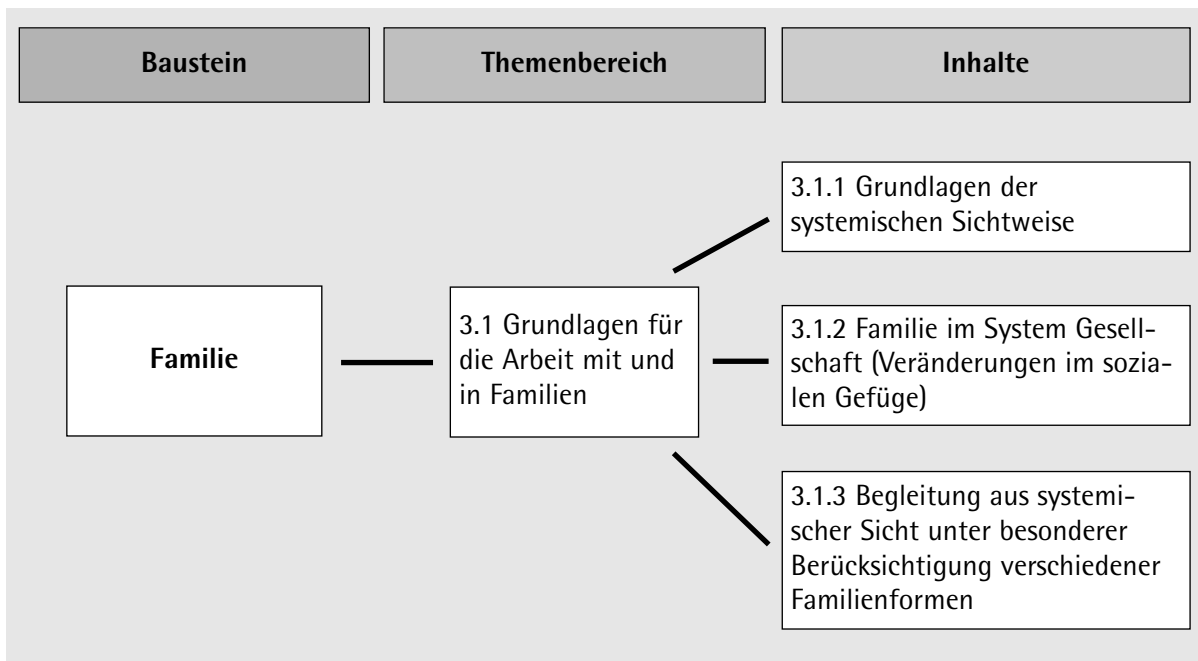 Baustein
Themenbereich
Inhalte
Familie
3.1 Grundlagen für
die Arbeit mit und
in Familien
3.1.1 Grundlagen der
systemischen Sichtweise
3.1.2 Familie im System Gesell-
schaft (Veränderungen im sozia-
len Gefüge)
3.1.3 Begleitung aus systemi-
scher Sicht unter besonderer
Berücksichtigung verschiedener
Familienformen